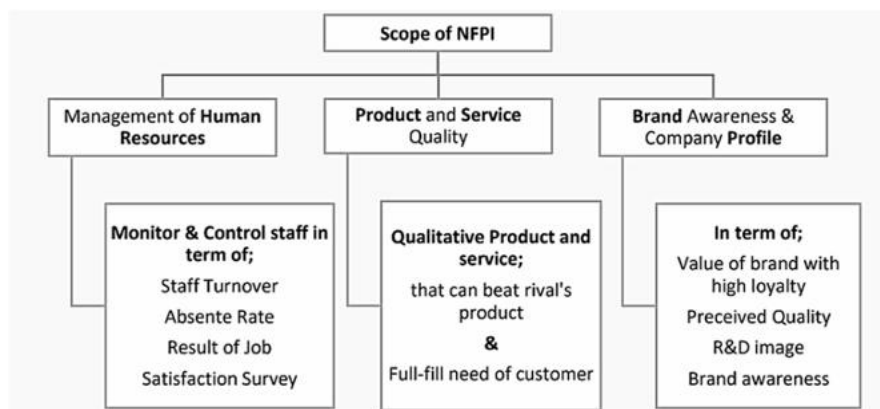 Scope of NFPI
Management of Human
Resources
Product and Service
Quality
Brand Awareness &
Company Profile
Monitor & Control staff in
term of;
Staff Turnover
Absente Rate
Result of Job
Satisfaction Survey
Qualitative Product and
service;
that can beat rival's
product
&
Full-fill need of customer
In term of;
Value of brand with
high loyalty
Preceived Quality
R&D image
Brand awareness